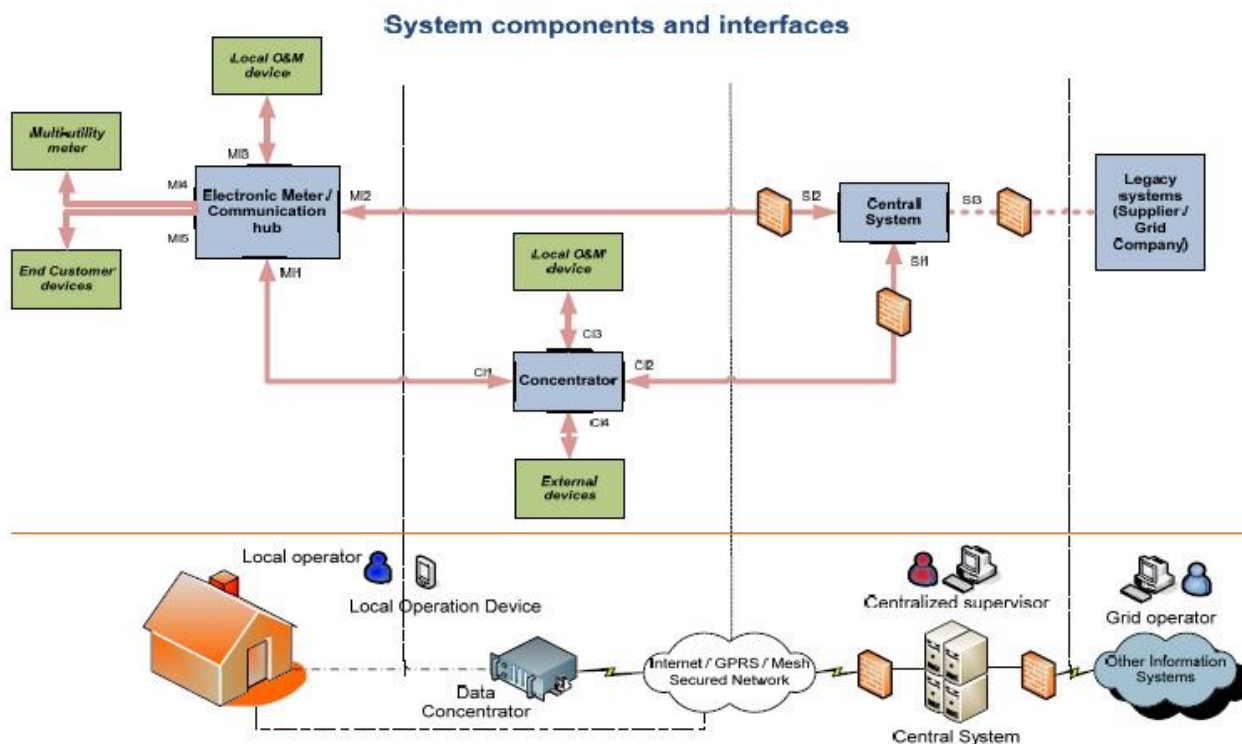 System components and interfaces
Local O&M
device
Multi-utility
meter
MI3
MI4
Electronic Meter /
Communication
hub
MI2
SI2
Central
System
SI3
Legacy
systems
(Supplier /
Grid
Company)
MI5
End Customer
devices
MI1
Local O&M
device
SI1
CI3
CI1
Concentrator
CI2
CI4
External
devices
Local operator
Local Operation Device
Centralized supervisor
Grid operator
Internet / GPRS / Mesh
Secured Network
Other Information
Systems
Data
Concentrator
Central System